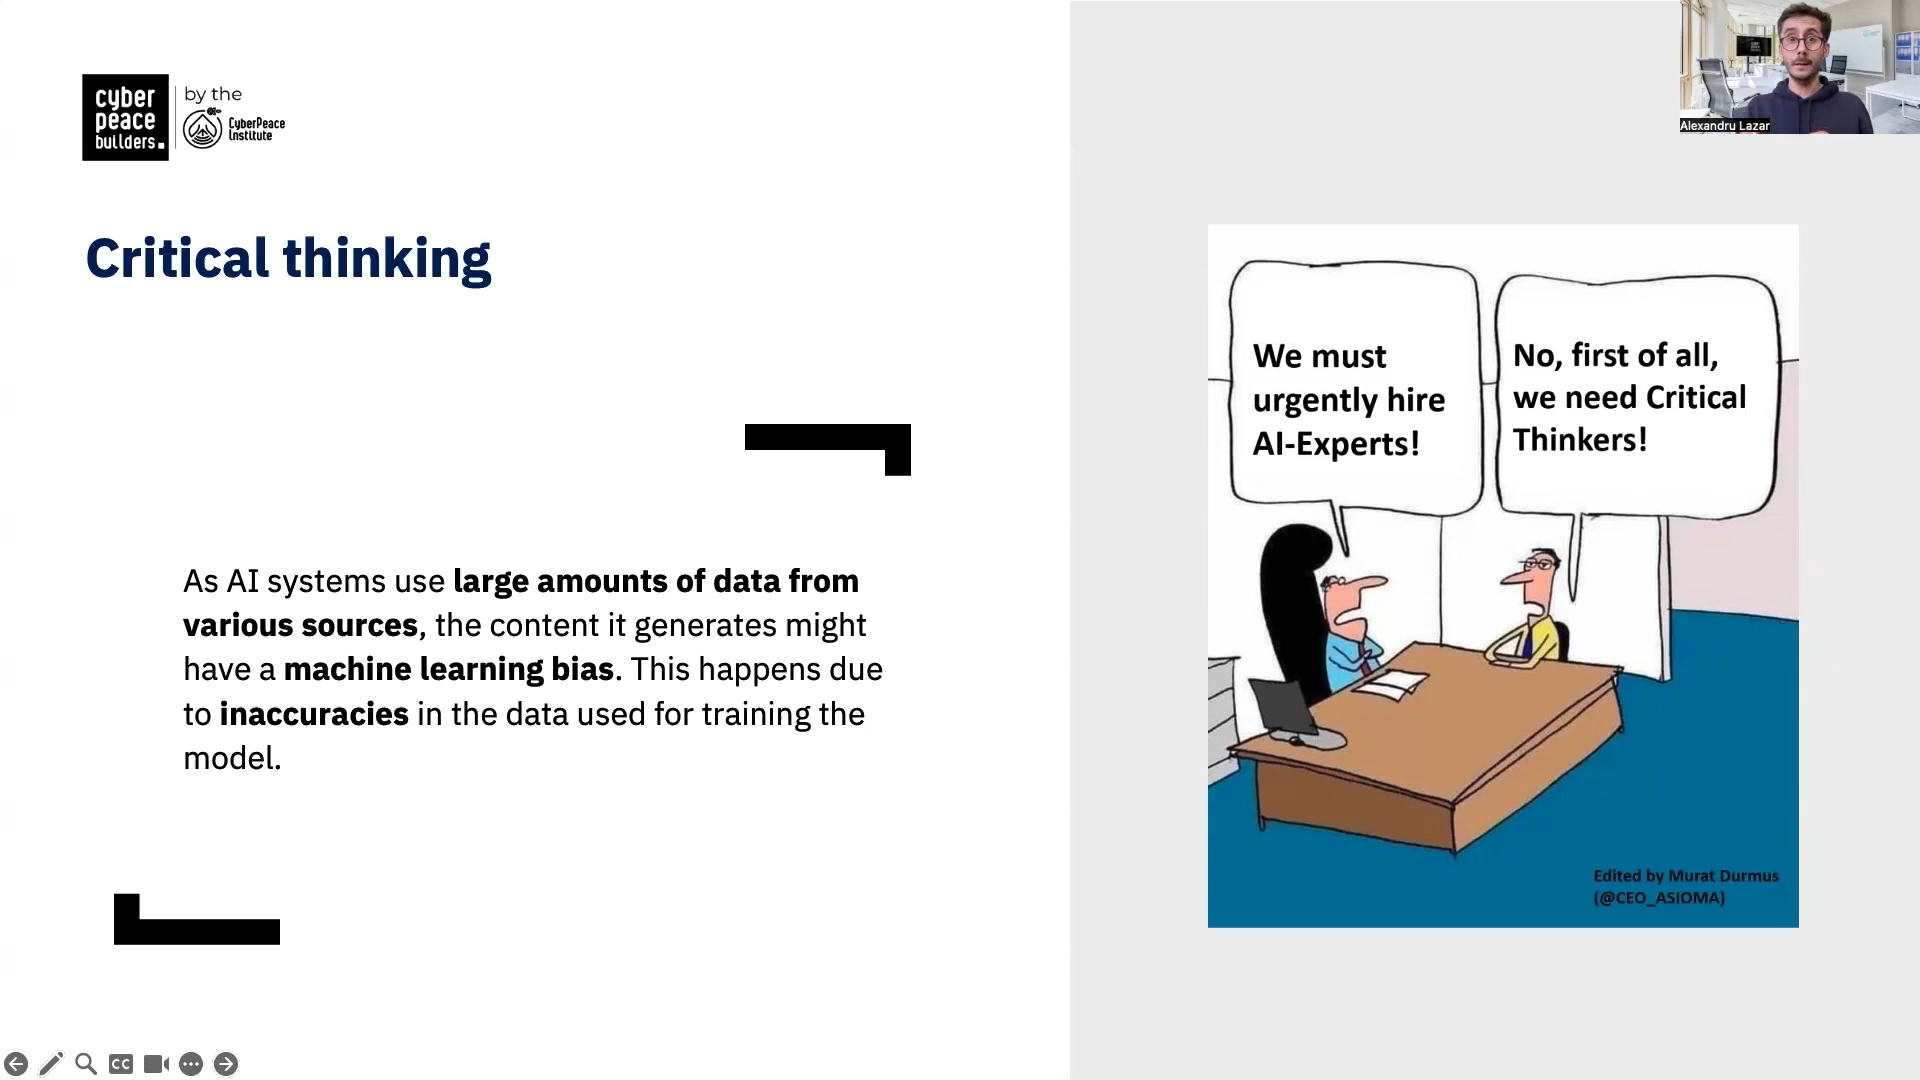 cyber
peace
builders.
by the
CyberPeace
Institute
Alexandru Lazar
Critical thinking
As AI systems use large amounts of data from
various sources, the content it generates might
have a machine learning bias. This happens due
to inaccuracies in the data used for training the
model.
We must
urgently hire
AI-Experts!
No, first of all,
we need Critical
Thinkers!
Edited by Murat Durmus
(@CEO_ASIOMA)
CC